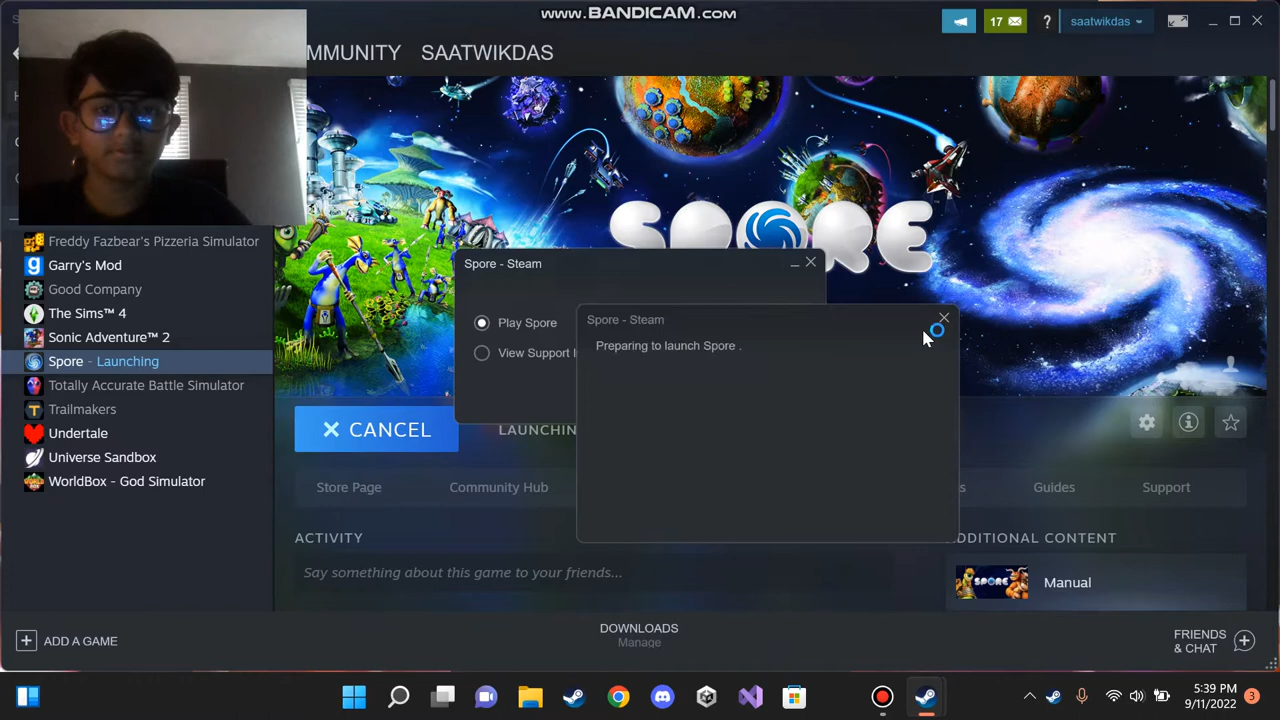 www.BANDICAM.com
17
?
saatwikdas
MMUNITY
SAATWIKDAS
SPORE
Freddy Fazbear's Pizzeria Simulator
Garry's Mod
Good Company
The Sims™ 4
Sonic Adventure™ 2
Spore - Launching
Totally Accurate Battle Simulator
Trailmakers
Undertale
Universe Sandbox
WorldBox - God Simulator
Spore - Steam
Play Spore
View Support I
Spore - Steam
Preparing to launch Spore .
CANCEL
LAUNCHIN
Store Page
Community Hub
s
Guides
Support
ACTIVITY
Say something about this game to your friends...
DDITIONAL CONTENT
SPORE
Manual
ADD A GAME
DOWNLOADS
Manage
FRIENDS
& CHAT
5:39 PM
9/11/2022
3